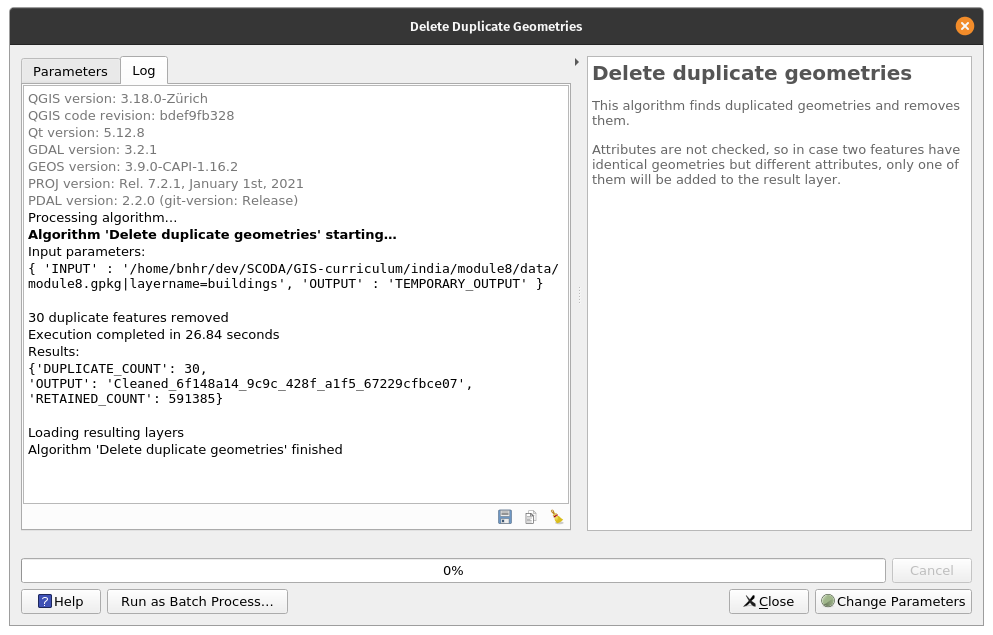 Delete Duplicate Geometries
Parameters
Log
QGIS version: 3.18.0-Zürich
QGIS code revision: bdef9fb328
Qt version: 5.12.8
GDAL version: 3.2.1
GEOS version: 3.9.0-CAPI-1.16.2
PROJ version: Rel. 7.2.1, January 1st, 2021
PDAL version: 2.2.0 (git-version: Release)
Processing algorithm…
Algorithm 'Delete duplicate geometries' starting…
Input parameters:
{ 'INPUT' : '/home/bnhr/dev/SCODA/GIS-curriculum/india/module8/data/
module8.gpkg|layername=buildings', 'OUTPUT' : 'TEMPORARY_OUTPUT' }
30 duplicate features removed
Execution completed in 26.84 seconds
Results:
{'DUPLICATE_COUNT': 30,
'OUTPUT': 'Cleaned_6f148a14_9c9c_428f_a1f5_67229cfbce07',
'RETAINED_COUNT': 591385}
Loading resulting layers
Algorithm 'Delete duplicate geometries' finished
Delete duplicate geometries
This algorithm finds duplicated geometries and removes
them.
Attributes are not checked, so in case two features have
identical geometries but different attributes, only one of
them will be added to the result layer.
0%
Cancel
Help
Run as Batch Process…
Close
Change Parameters